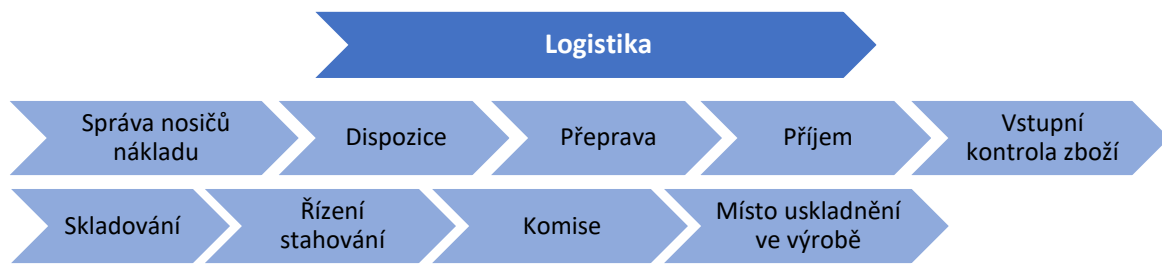 Logistika
Správa nosičů
nákladu
Dispozice
Přeprava
Příjem
Vstupní
kontrola zboží
Skladování
Řízení
stahování
Komise
Místo uskladnění
ve výrobě